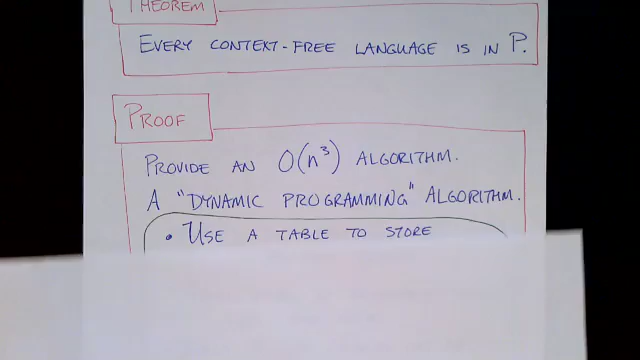 THEOREM
EVERY CONTEXT-FREE LANGUAGE IS IN P.
PROOF
PROVIDE AN O(n³) ALGORITHM.
A "DYNAMIC PROGRAMMING" ALGORITHM.
• USE A TABLE TO STORE